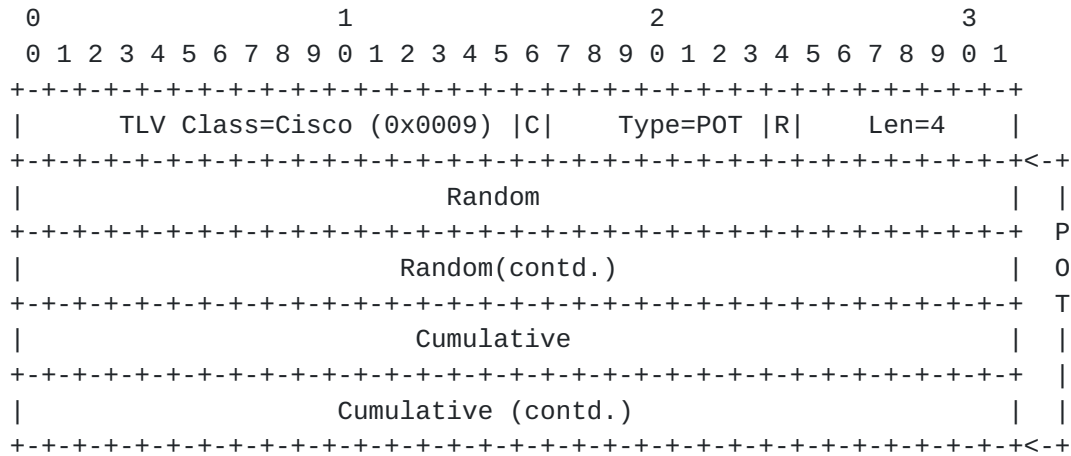 0                   1                   2                   3
 0 1 2 3 4 5 6 7 8 9 0 1 2 3 4 5 6 7 8 9 0 1 2 3 4 5 6 7 8 9 0 1
+-+-+-+-+-+-+-+-+-+-+-+-+-+-+-+-+-+-+-+-+-+-+-+-+-+-+-+-+-+-+-+-+
|      TLV Class=Cisco (0x0009) |C|    Type=POT |R|    Len=4    |
+-+-+-+-+-+-+-+-+-+-+-+-+-+-+-+-+-+-+-+-+-+-+-+-+-+-+-+-+-+-+-+-+<-+
|                           Random                              |  |
+-+-+-+-+-+-+-+-+-+-+-+-+-+-+-+-+-+-+-+-+-+-+-+-+-+-+-+-+-+-+-+-+  P
|                        Random(contd.)                         |  O
+-+-+-+-+-+-+-+-+-+-+-+-+-+-+-+-+-+-+-+-+-+-+-+-+-+-+-+-+-+-+-+-+  T
|                         Cumulative                            |  |
+-+-+-+-+-+-+-+-+-+-+-+-+-+-+-+-+-+-+-+-+-+-+-+-+-+-+-+-+-+-+-+-+  |
|                    Cumulative (contd.)                        |  |
+-+-+-+-+-+-+-+-+-+-+-+-+-+-+-+-+-+-+-+-+-+-+-+-+-+-+-+-+-+-+-+-+<-+